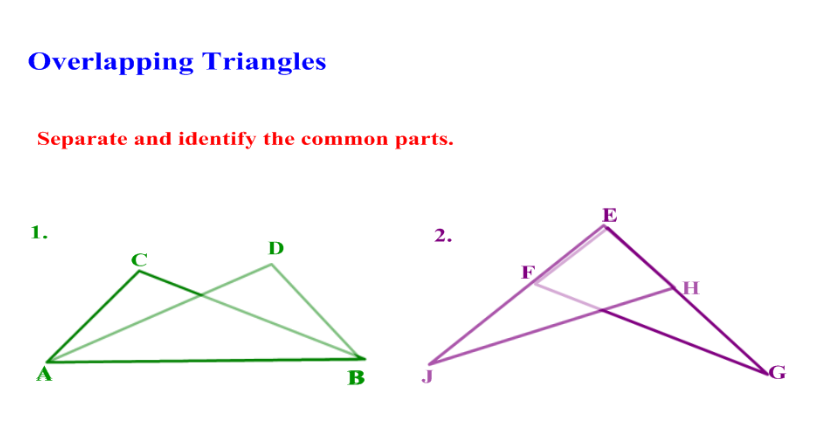 Overlapping Triangles
Separate and identify the common parts.
1.
C
D
A
B
2.
E
F
H
J
G